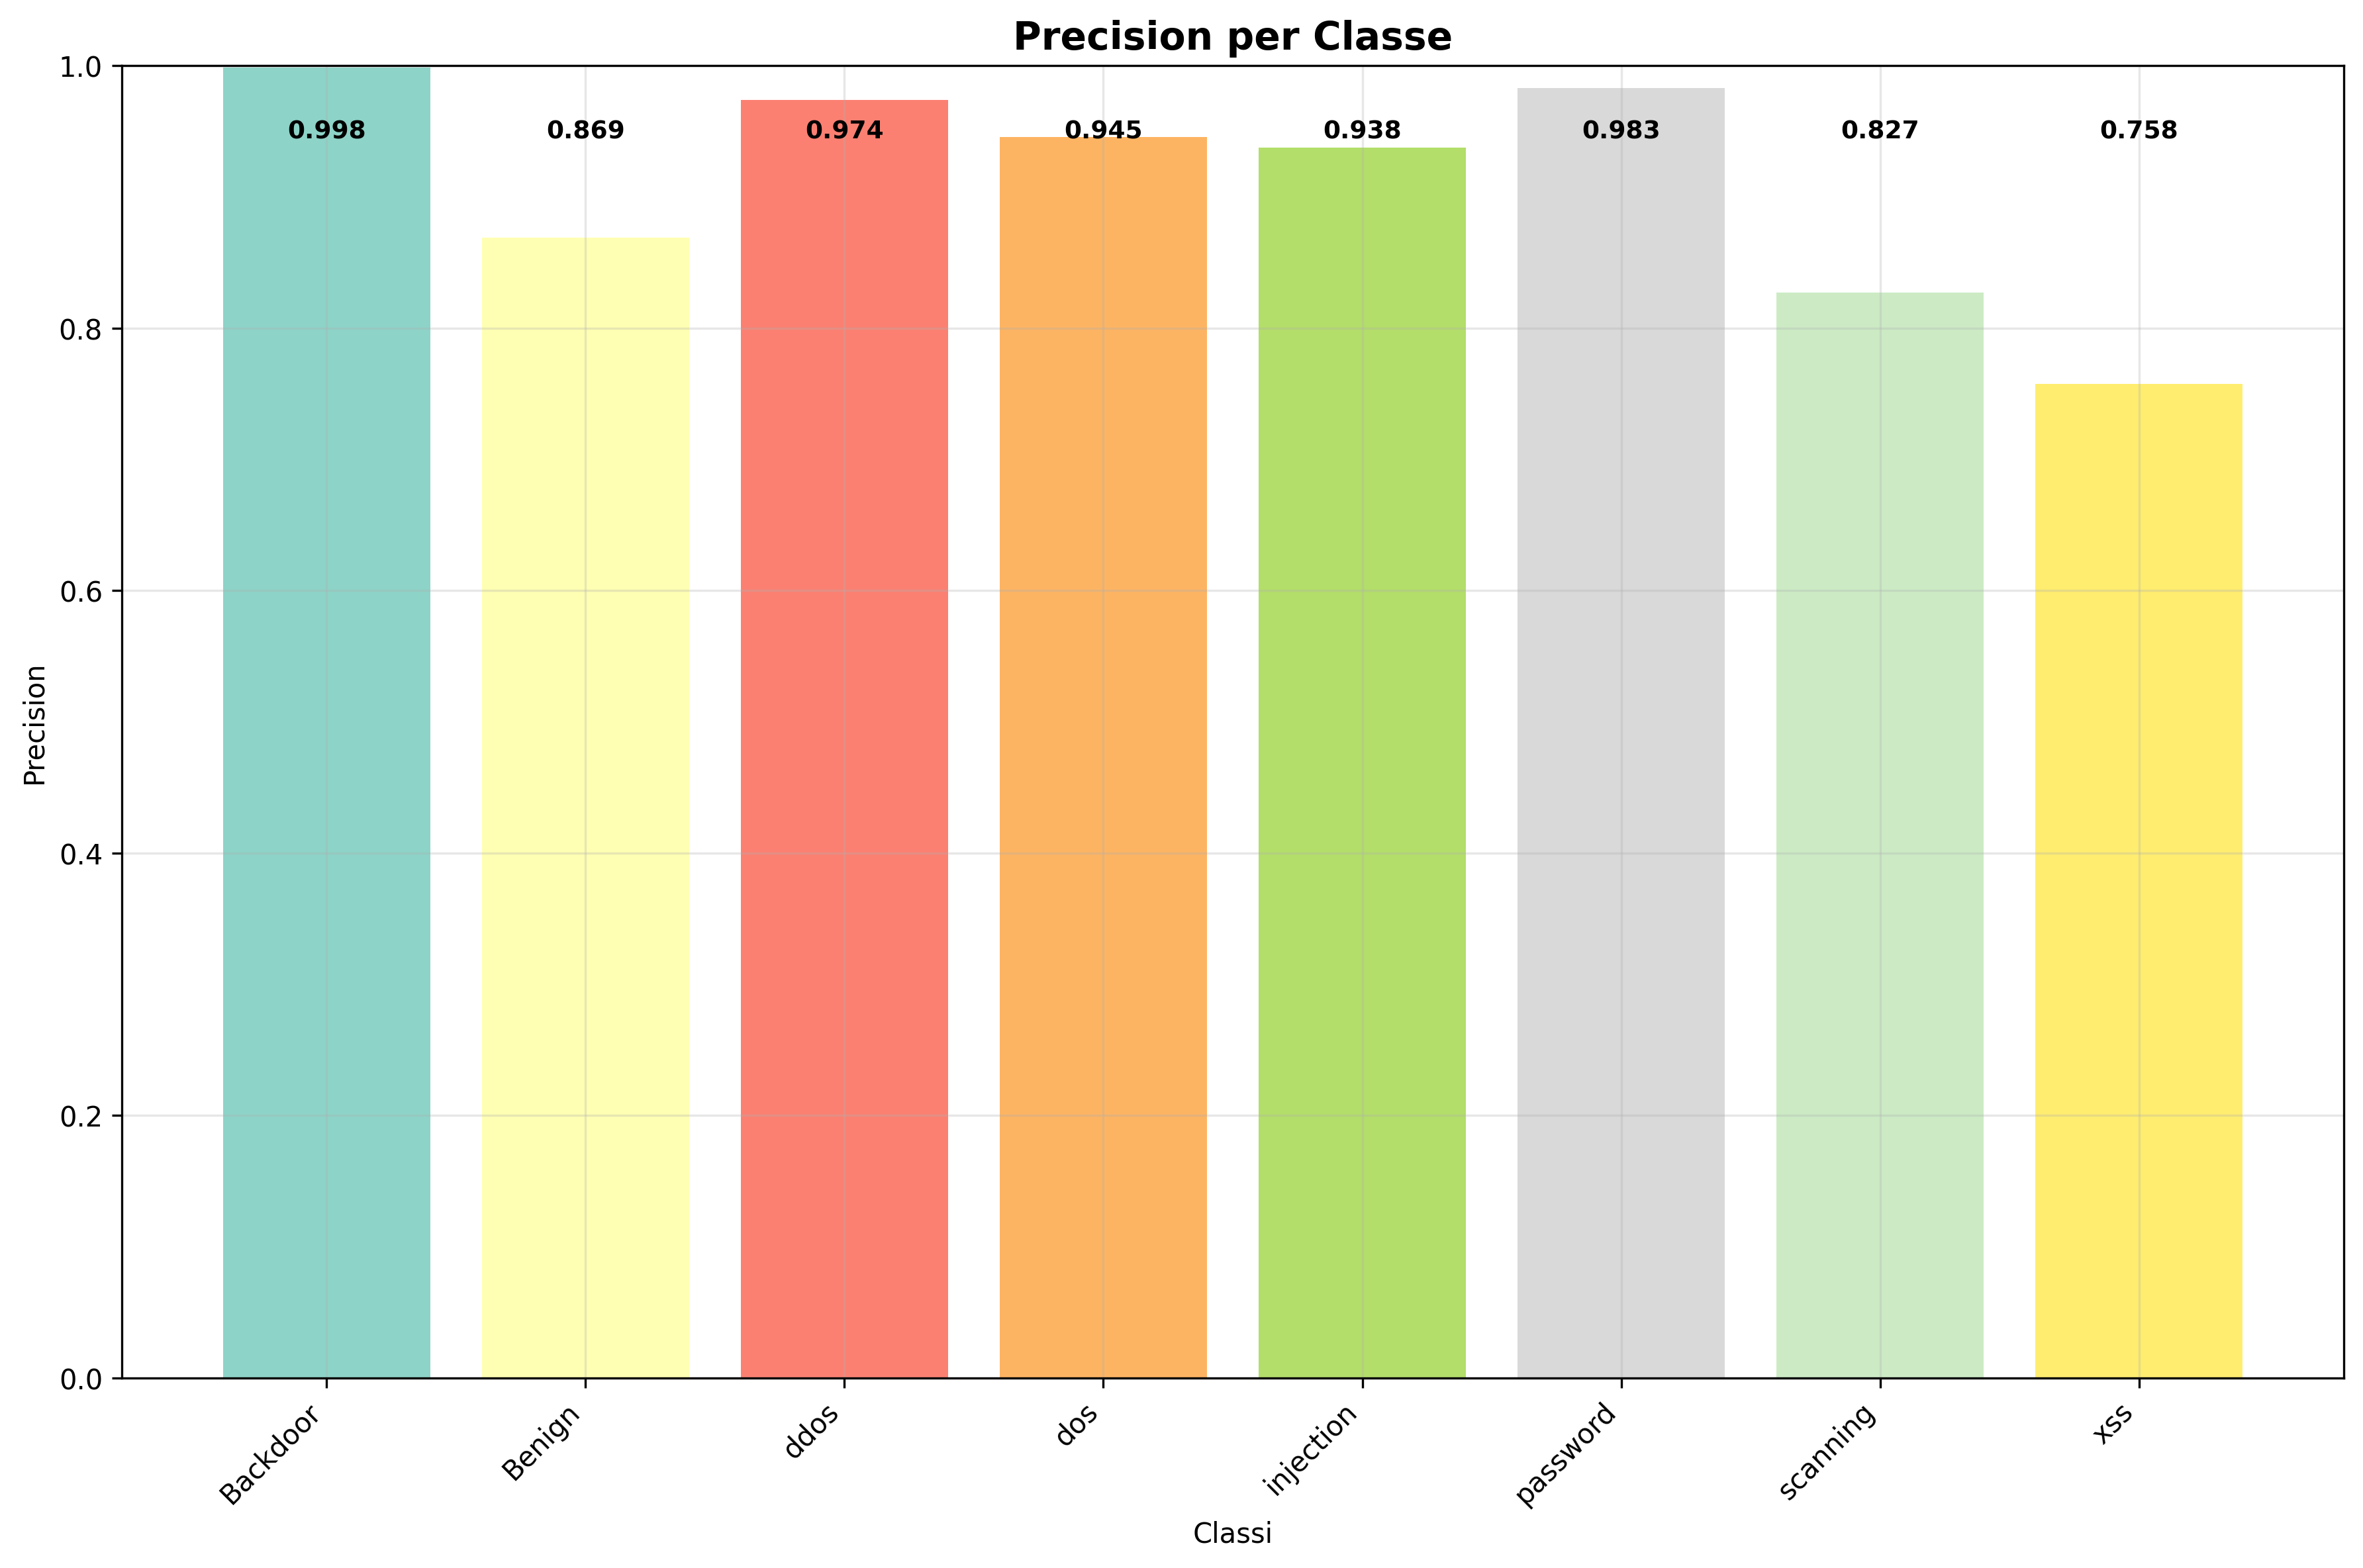 Precision per Classe
1.0
0.998 0.869 0.974 0.945 0.938 0.983 0.827 0.758
0.8
0.6
Precision
0.4
0.2
0.0
Backdoor Benign ddos dos injection password scanning xss
Classi